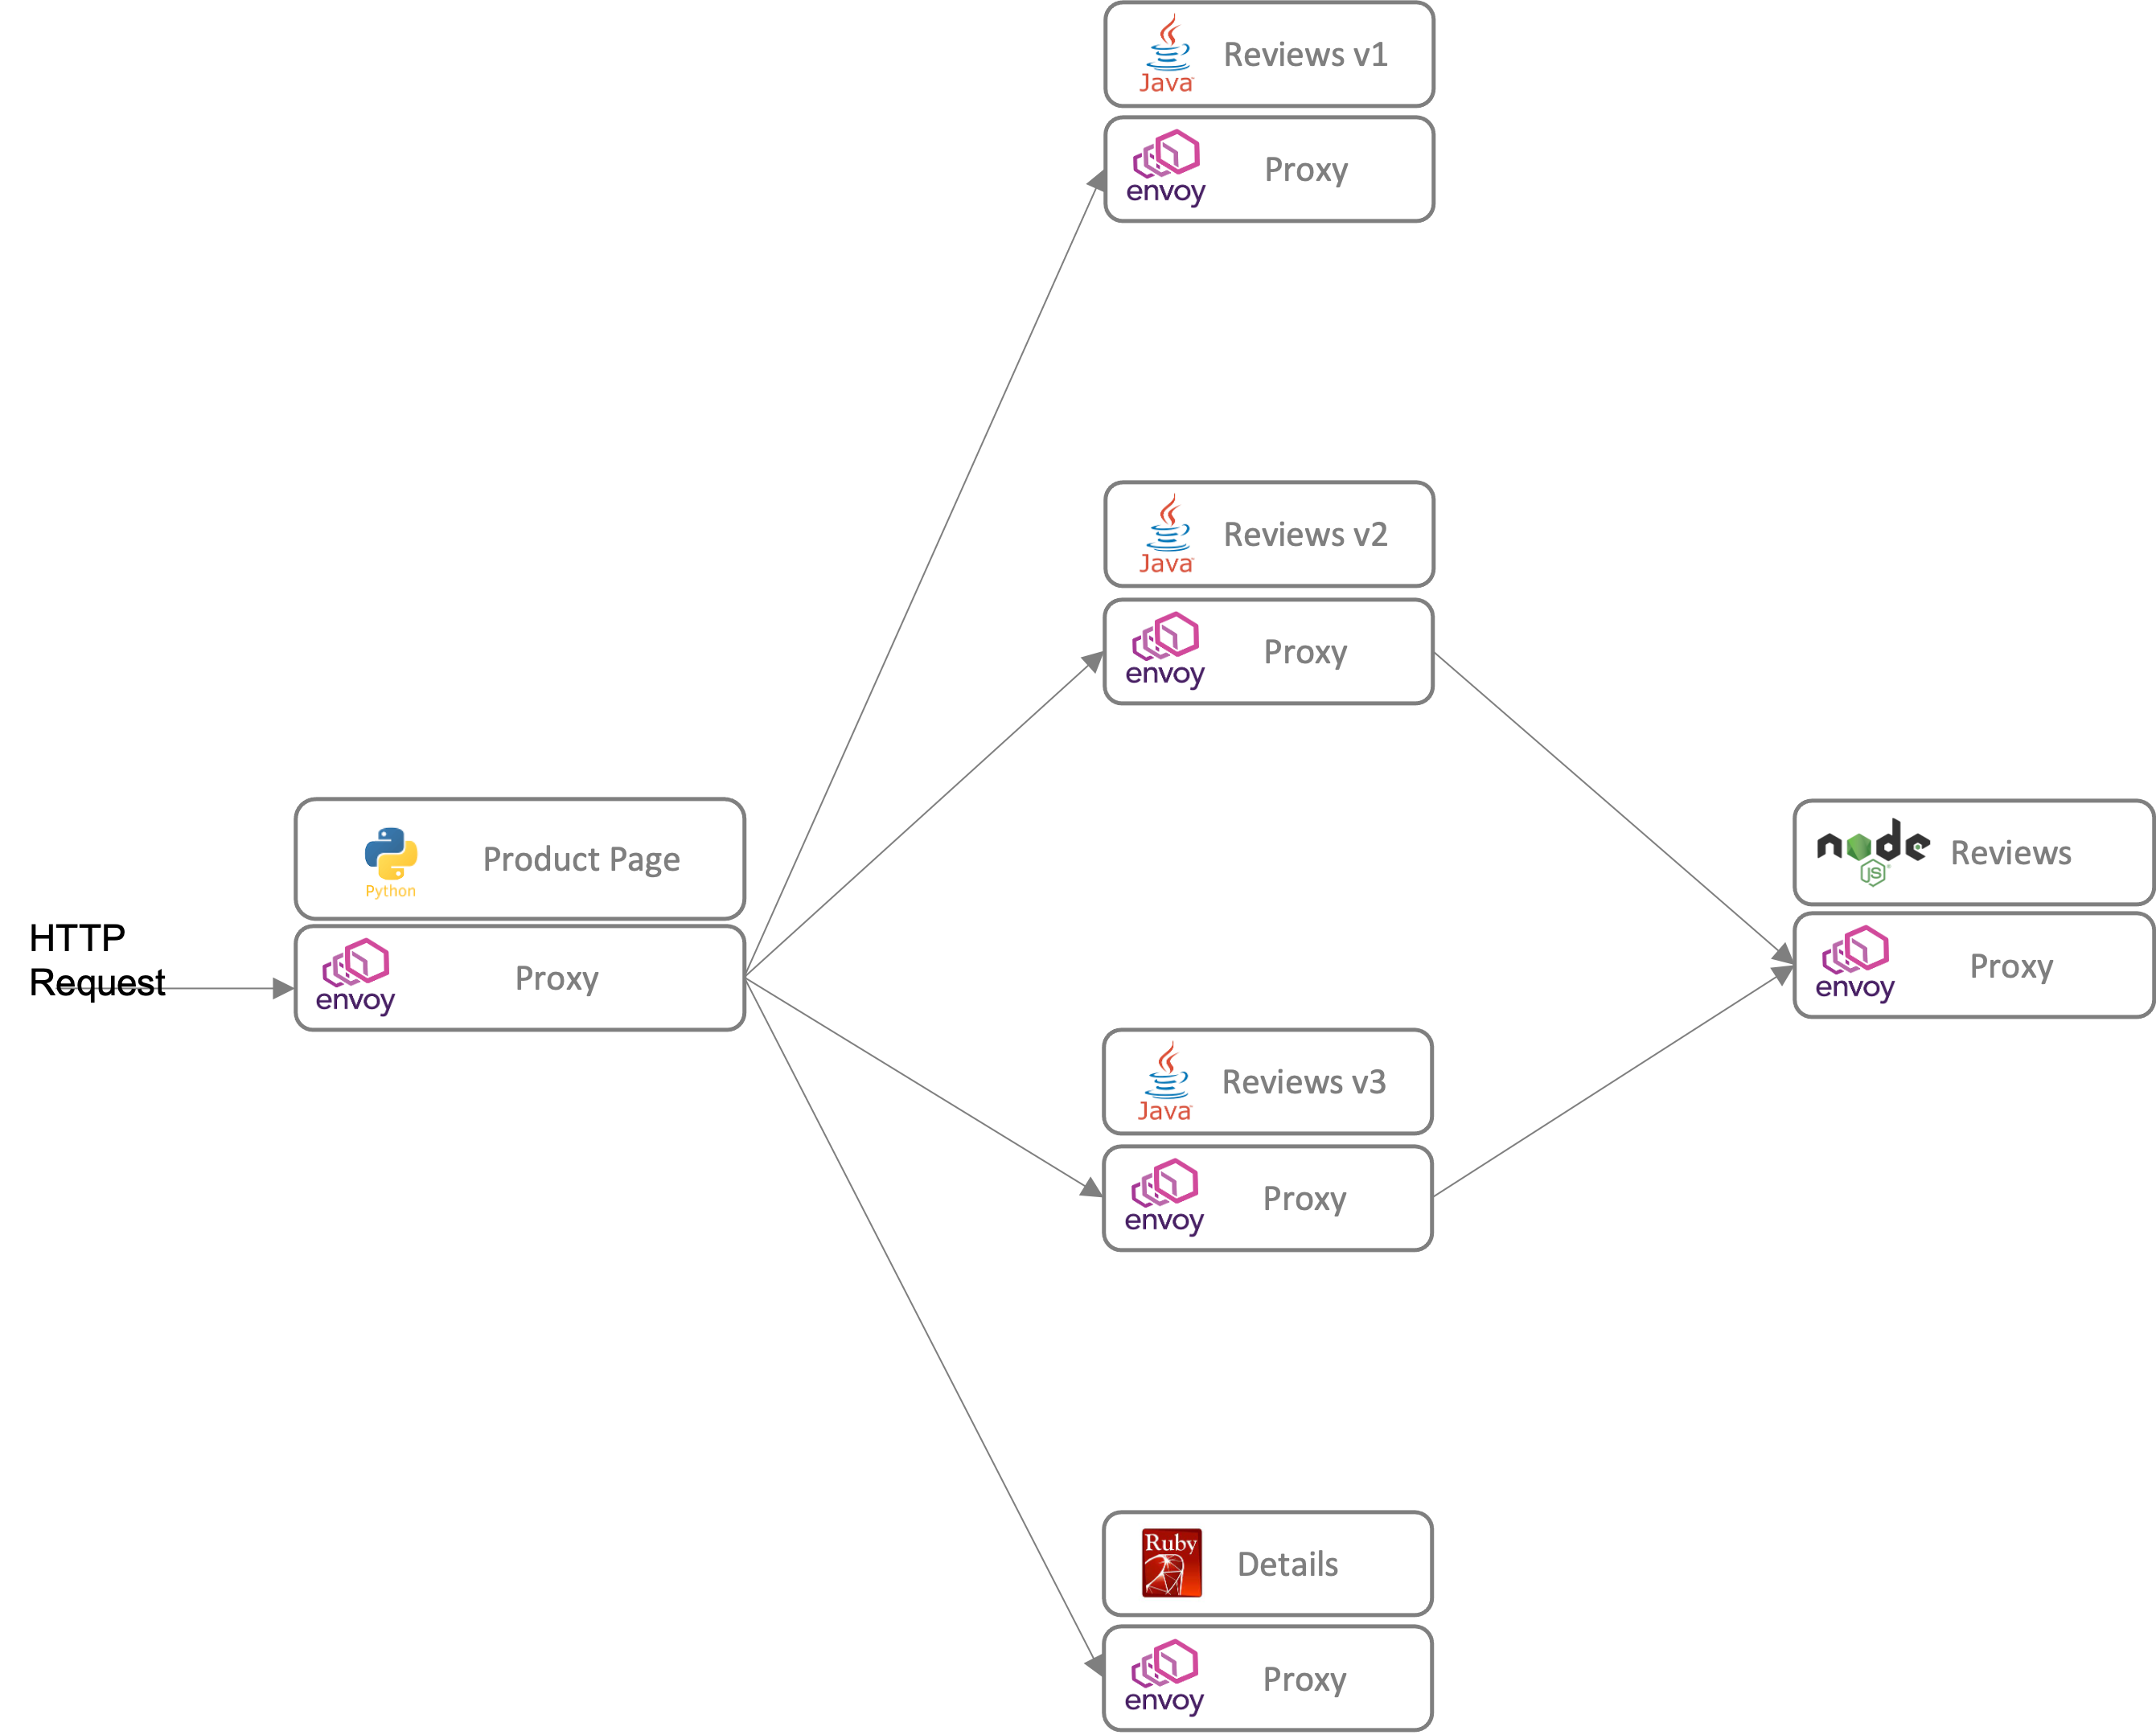 Java
Reviews v1
envoy
Proxy
Java
Reviews v2
envoy
Proxy
Python
Product Page
HTTP
Request
envoy
Proxy
node
JS
Reviews
envoy
Proxy
Java
Reviews v3
envoy
Proxy
Ruby
Details
envoy
Proxy